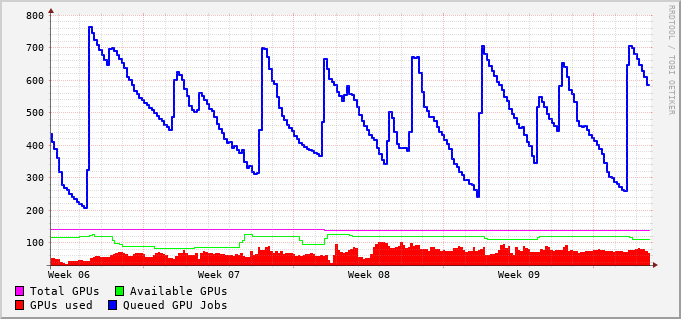 800
700
600
500
400
300
200
100
Week 06 Week 07 Week 08 Week 09
Total GPUs Available GPUs
GPUs used Queued GPU Jobs
RRDTOOL / TOBI OETIKER